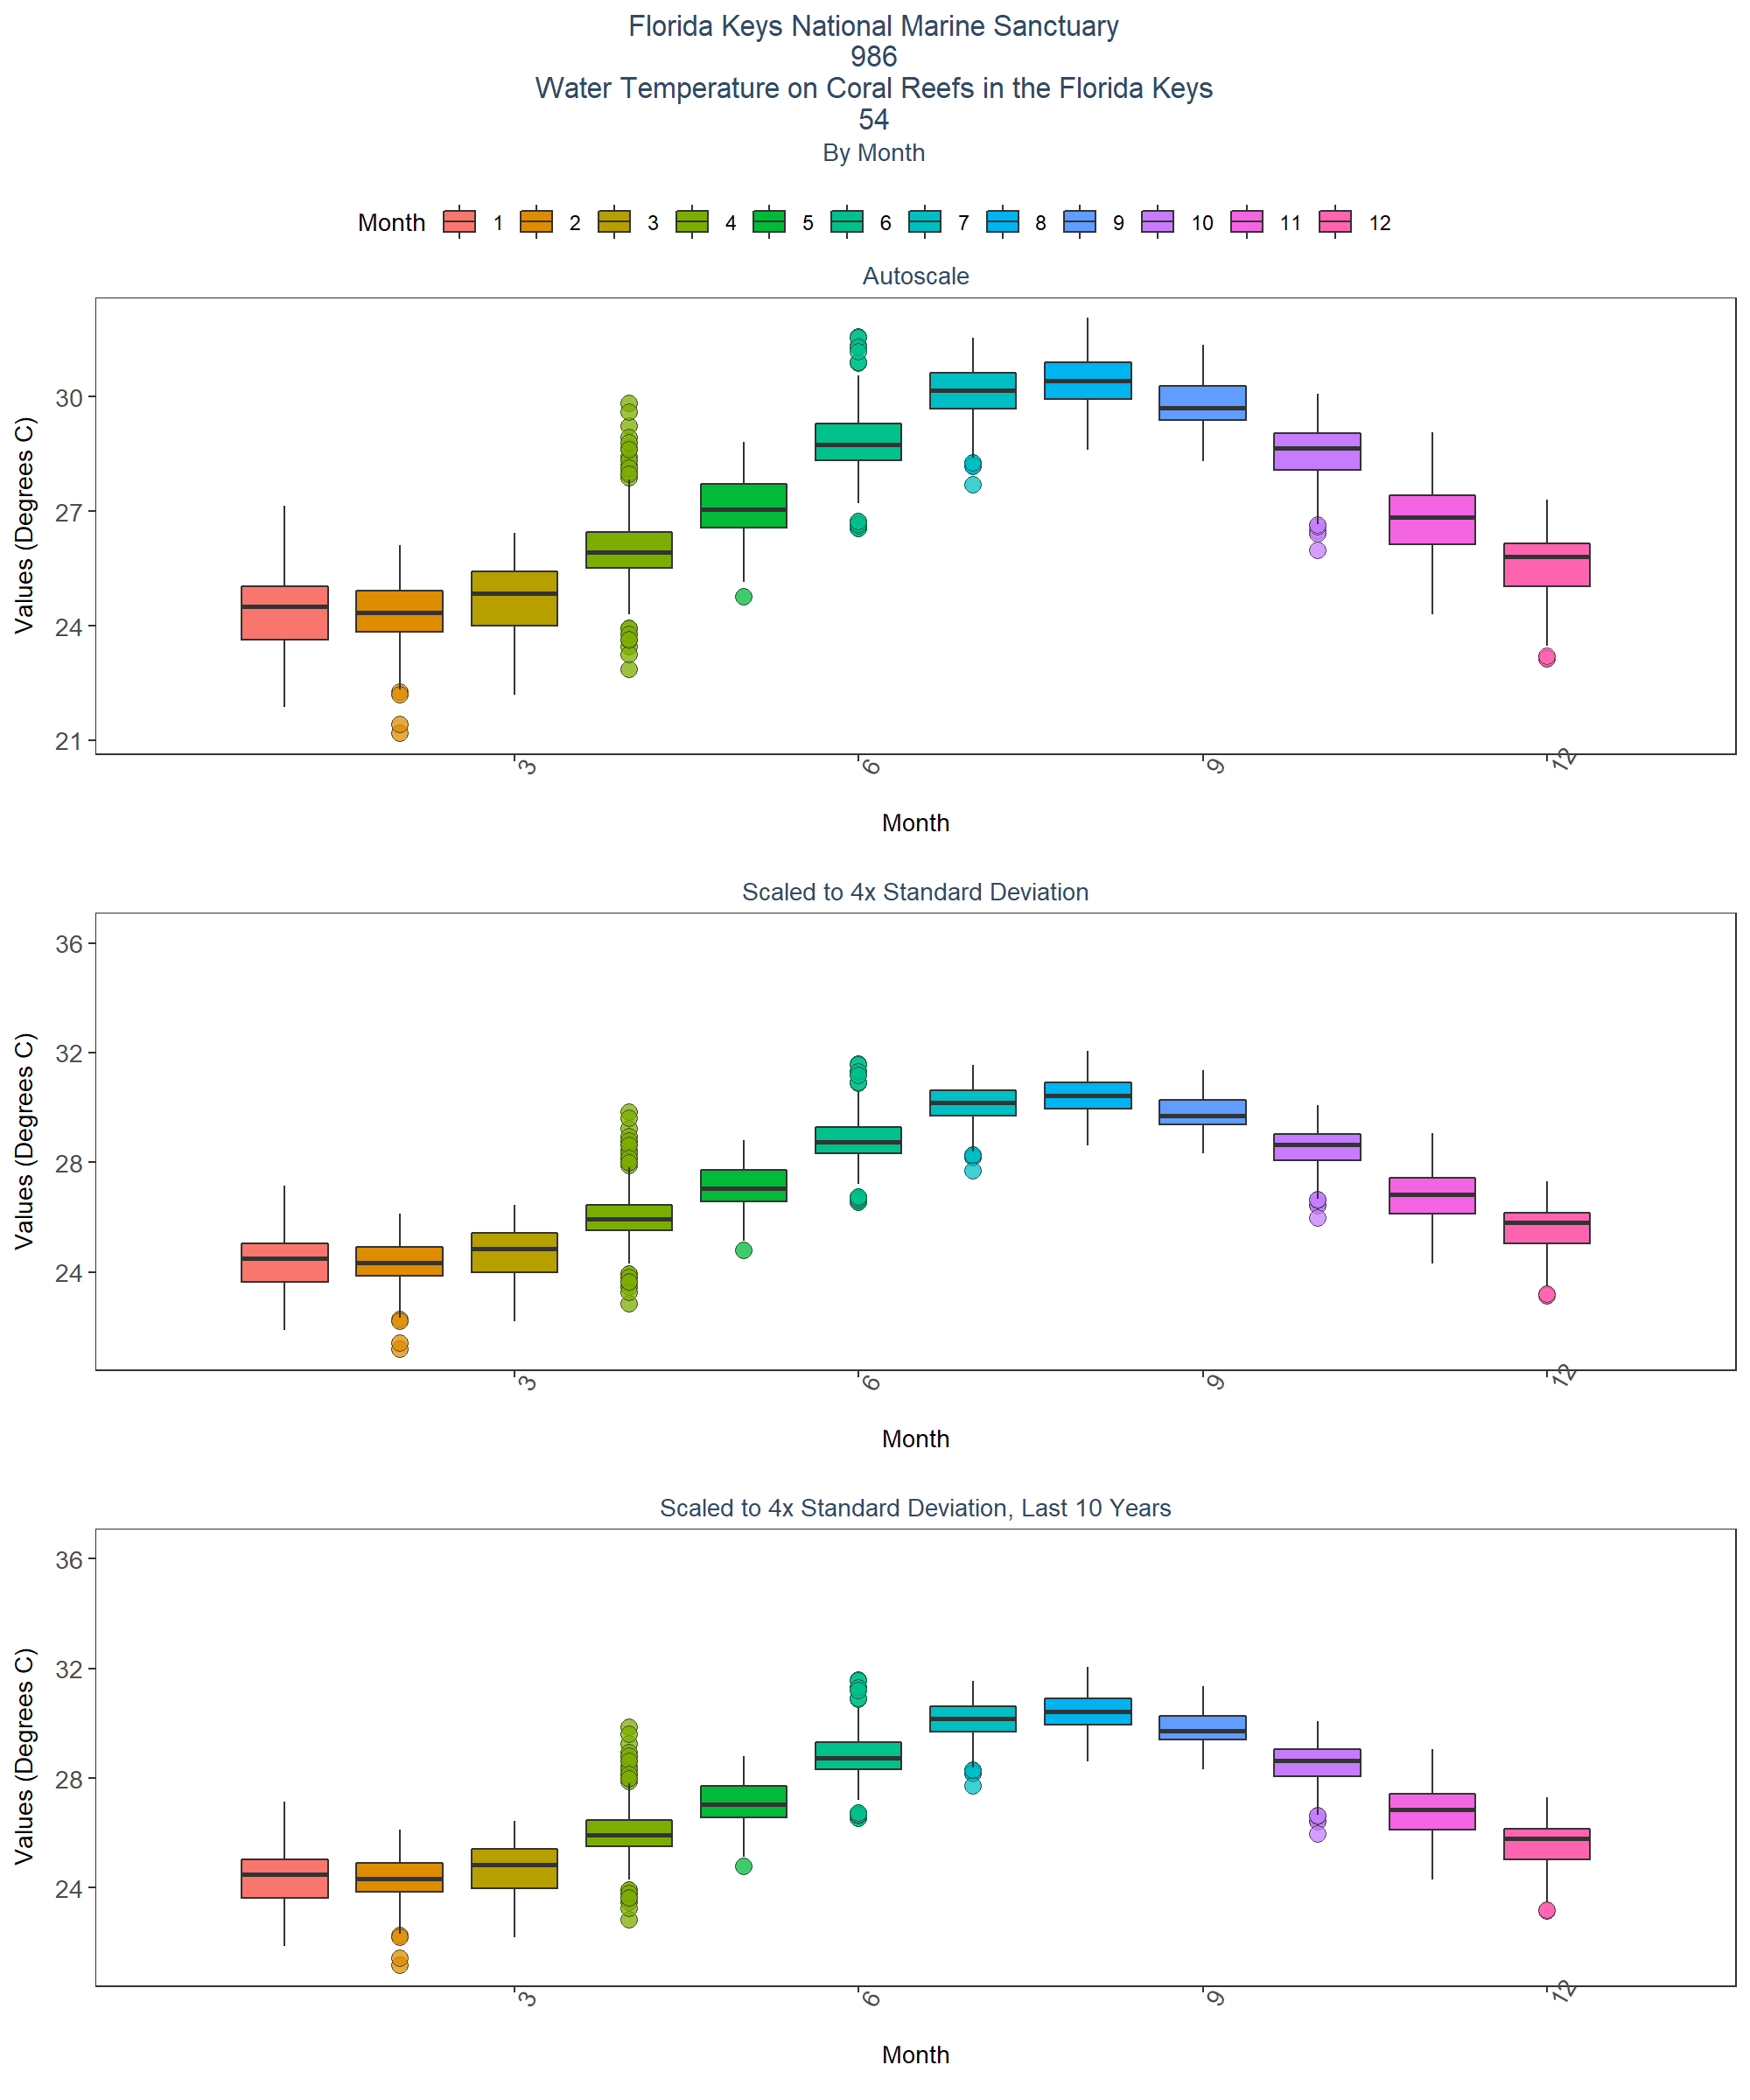 Florida Keys National Marine Sanctuary
986
Water Temperature on Coral Reefs in the Florida Keys
54
By Month
Month 1 2 3 4 5 6 7 8 9 10 11 12
Autoscale
Values (Degrees C)
30
27
24
21
3 6 9 12
Month
Scaled to 4x Standard Deviation
Values (Degrees C)
36
32
28
24
3 6 9 12
Month
Scaled to 4x Standard Deviation, Last 10 Years
Values (Degrees C)
36
32
28
24
3 6 9 12
Month